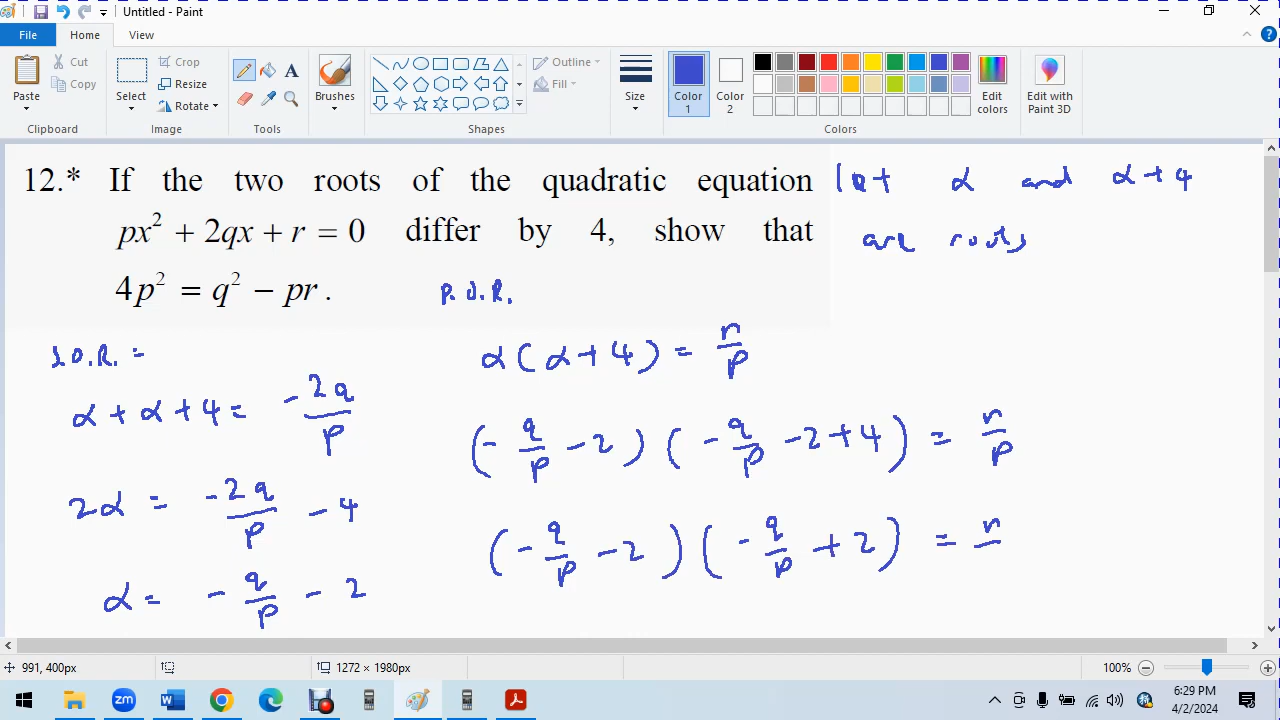 Untitled - Paint
File Home View
Paste
Cut
Copy
Clipboard
Select
Crop
Resize
Rotate
Image
A
Tools
Brushes
Outline
Fill
Shapes
Size
Color 1
Color 2
Edit colors
Edit with Paint 3D
Colors
12.* If the two roots of the quadratic equation
px² + 2qx + r = 0 differ by 4, show that
4p² = q² − pr.
let α and α+4
are roots
S.O.R. =
α + α + 4 = -2q/p
2α = -2q/p - 4
α = -q/p - 2
P.O.R.
α(α+4) = r/p
(-q/p - 2)(-q/p - 2+4) = r/p
(-q/p - 2)(-q/p + 2) = r
991, 400px
1272 × 1980px
100%
zm
W
6:29 PM
4/2/2024